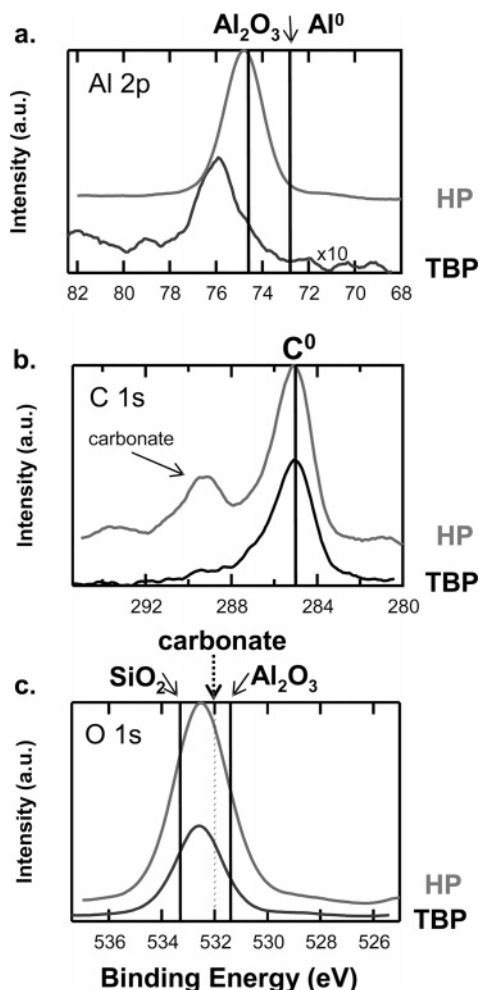 a.
Al₂O₃ Al⁰
Al 2p
Intensity (a.u.)
HP
x10
TBP
82 80 78 76 74 72 70 68
b.
C⁰
C 1s
carbonate
Intensity (a.u.)
HP
TBP
292 288 284 280
carbonate
c.
SiO₂ Al₂O₃
O 1s
Intensity (a.u.)
HP
TBP
536 534 532 530 528 526
Binding Energy (eV)